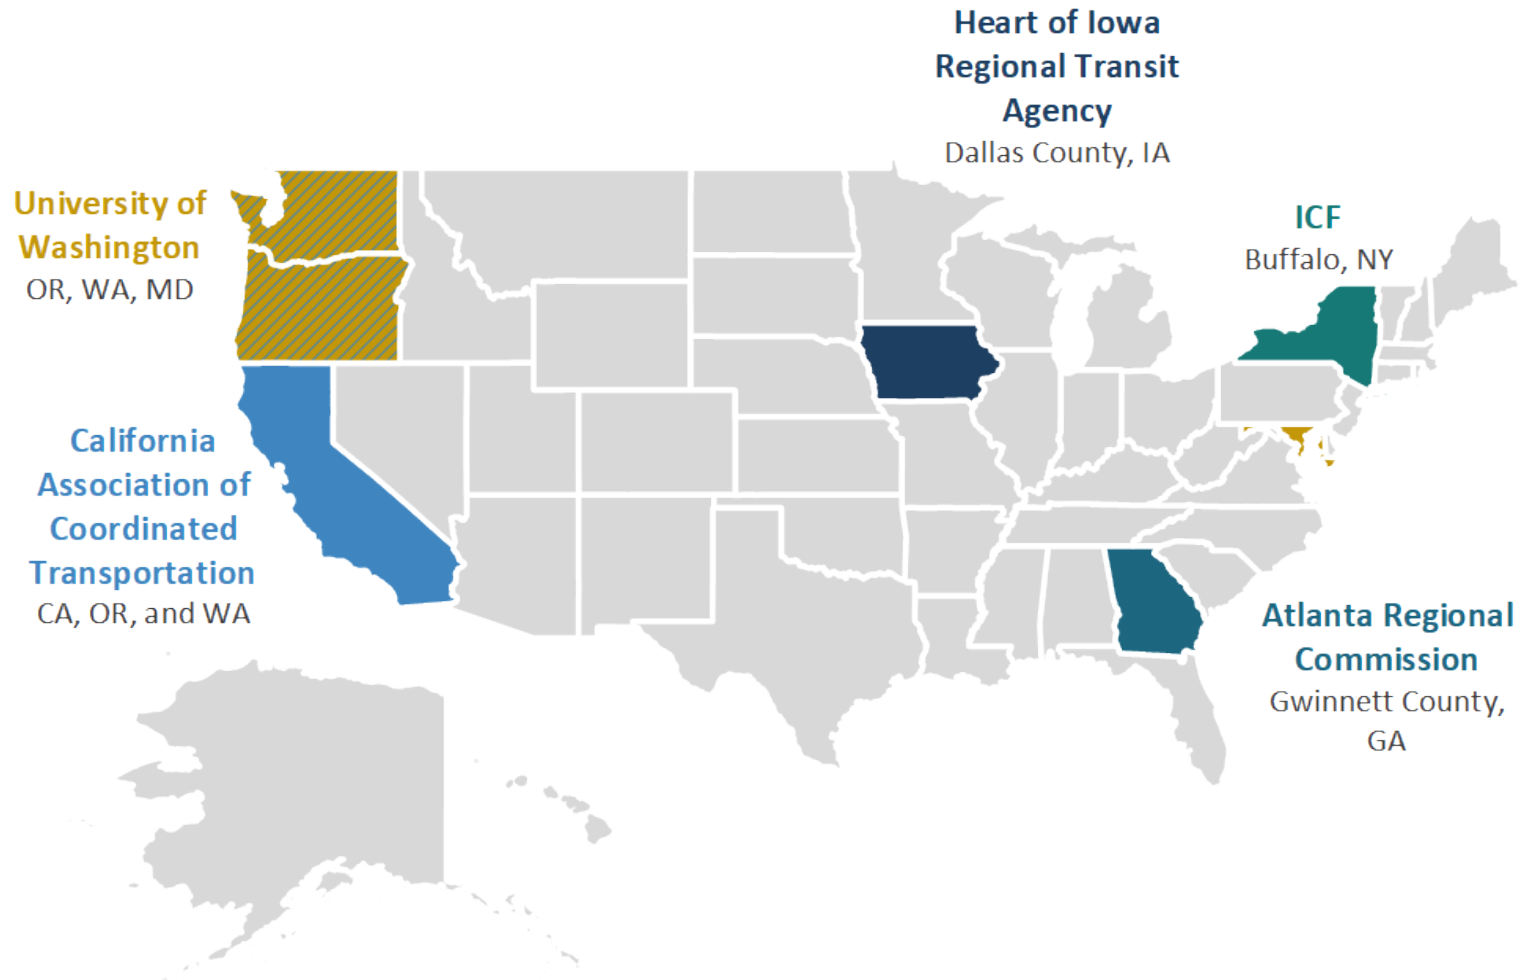 Heart of Iowa
Regional Transit
Agency
Dallas County, IA
University of
Washington
OR, WA, MD
ICF
Buffalo, NY
California
Association of
Coordinated
Transportation
CA, OR, and WA
Atlanta Regional
Commission
Gwinnett County,
GA